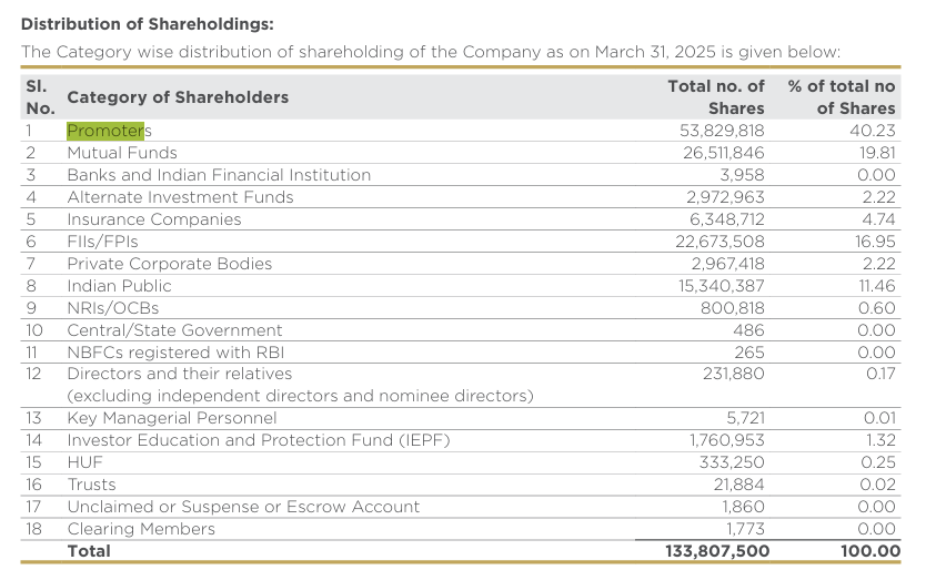 Distribution of Shareholdings:
The Category wise distribution of shareholding of the Company as on March 31, 2025 is given below:
Sl. No. Category of Shareholders Total no. of Shares % of total no of Shares
1 Promoters 53,829,818 40.23
2 Mutual Funds 26,511,846 19.81
3 Banks and Indian Financial Institution 3,958 0.00
4 Alternate Investment Funds 2,972,963 2.22
5 Insurance Companies 6,348,712 4.74
6 FIIs/FPIs 22,673,508 16.95
7 Private Corporate Bodies 2,967,418 2.22
8 Indian Public 15,340,387 11.46
9 NRIs/OCBs 800,818 0.60
10 Central/State Government 486 0.00
11 NBFCs registered with RBI 265 0.00
12 Directors and their relatives 231,880 0.17
(excluding independent directors and nominee directors)
13 Key Managerial Personnel 5,721 0.01
14 Investor Education and Protection Fund (IEPF) 1,760,953 1.32
15 HUF 333,250 0.25
16 Trusts 21,884 0.02
17 Unclaimed or Suspense or Escrow Account 1,860 0.00
18 Clearing Members 1,773 0.00
Total 133,807,500 100.00